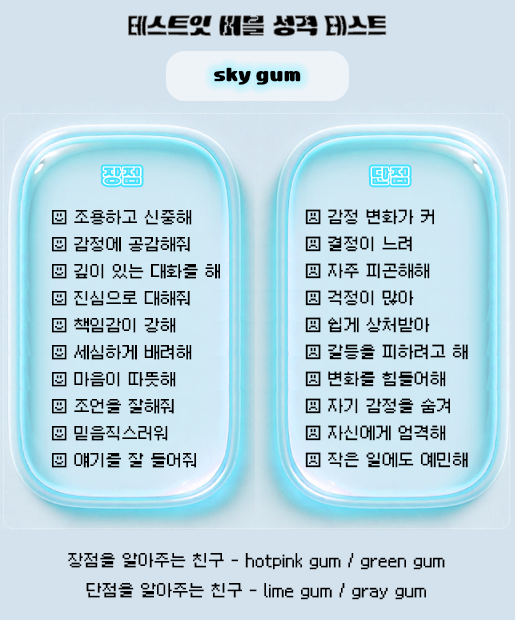 테스트잇 버블 성격 테스트
sky gum
장점
조용하고 신중해
감정에 공감해줘
깊이 있는 대화를 해
진심으로 대해줘
책임감이 강해
세심하게 배려해
마음이 따뜻해
조언을 잘해줘
믿음직스러워
얘기를 잘 들어줘
단점
감정 변화가 커
결정이 느려
자주 피곤해해
걱정이 많아
쉽게 상처받아
갈등을 피하려고 해
변화를 힘들어해
자기 감정을 숨겨
자신에게 엄격해
작은 일에도 예민해
장점을 알아주는 친구 - hotpink gum / green gum
단점을 알아주는 친구 - lime gum / gray gum